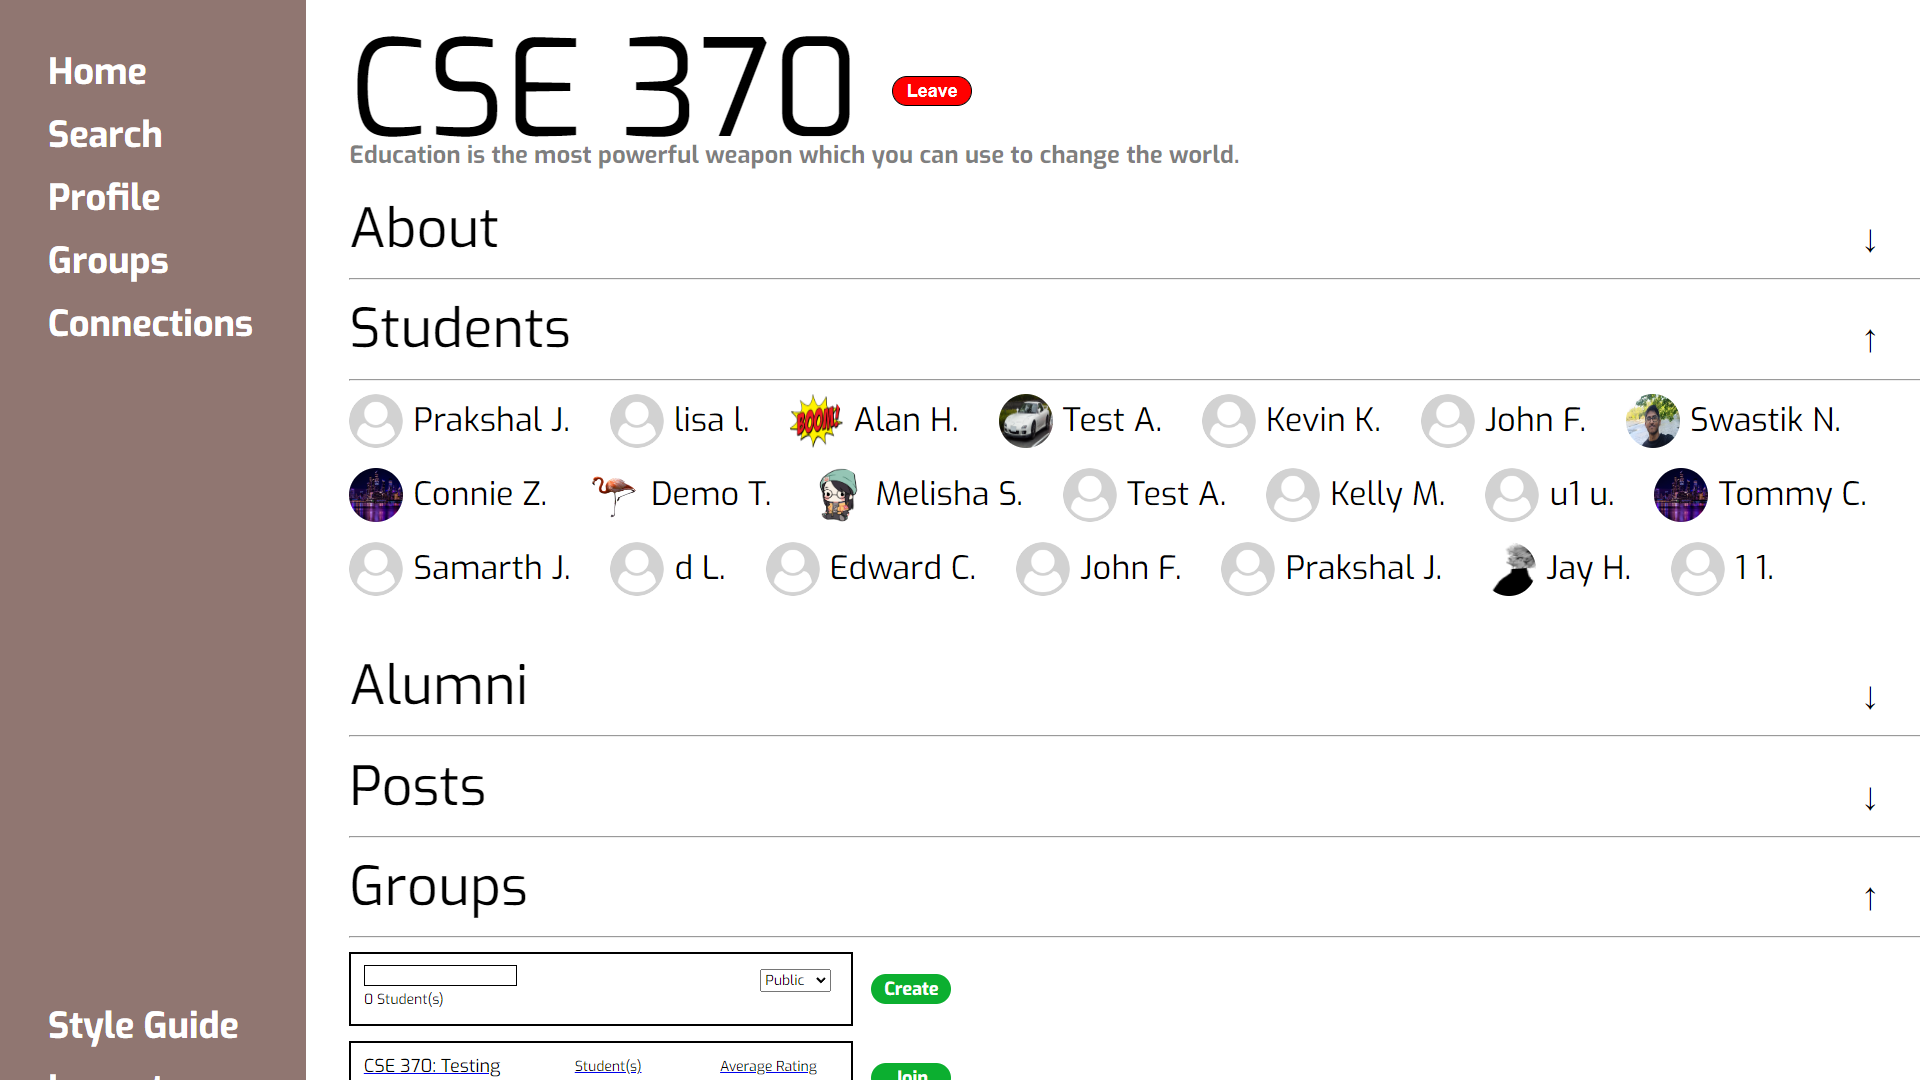 Home
Search
Profile
Groups
Connections
Style Guide
CSE 370 Leave
Education is the most powerful weapon which you can use to change the world.
About ↓
Students ↑
Prakshal J. lisa l. BOOM! Alan H. Test A. Kevin K. John F. Swastik N.
Connie Z. Demo T. Melisha S. Test A. Kelly M. u1 u. Tommy C.
Samarth J. d L. Edward C. John F. Prakshal J. Jay H. 1 1.
Alumni ↓
Posts ↓
Groups ↑
Public Create
0 Student(s)
CSE 370: Testing Student(s) Average Rating Join